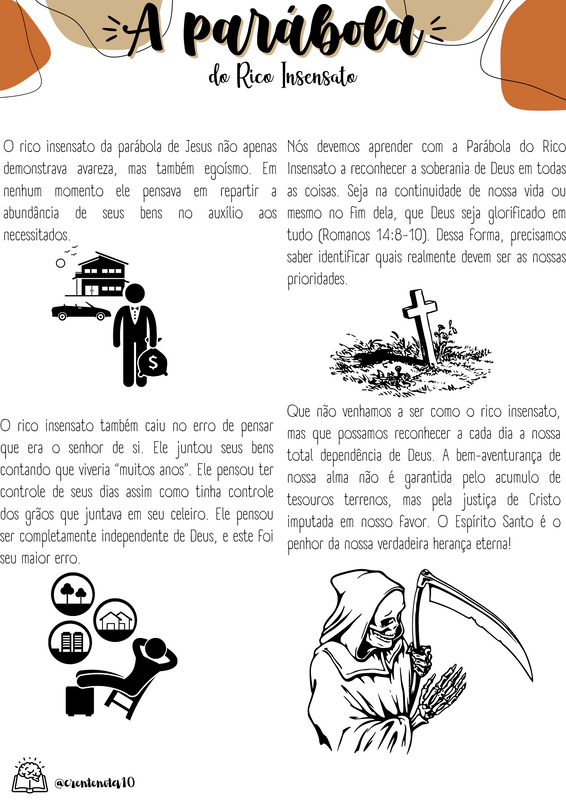 A parábola
do Rico Insensato
O rico insensato da parábola de Jesus não apenas
demonstrava avareza, mas também egoísmo. Em
nenhum momento ele pensava em repartir a
abundância de seus bens no auxílio aos
necessitados.
O rico insensato também caiu no erro de pensar
que era o senhor de si. Ele juntou seus bens
contando que viveria “muitos anos”. Ele pensou ter
controle de seus dias assim como tinha controle
dos grãos que juntava em seu celeiro. Ele pensou
ser completamente independente de Deus, e este foi
seu maior erro.
Nós devemos aprender com a Parábola do Rico
Insensato a reconhecer a soberania de Deus em todas
as coisas. Seja na continuidade de nossa vida ou
mesmo no fim dela, que Deus seja glorificado em
tudo (Romanos 14:8-10). Dessa forma, precisamos
saber identificar quais realmente devem ser as nossas
prioridades.
Que não venhamos a ser como o rico insensato,
mas que possamos reconhecer a cada dia a nossa
total dependência de Deus. A bem-aventurança de
nossa alma não é garantida pelo acumulo de
tesouros terrenos, mas pela justiça de Cristo
imputada em nosso favor. O Espírito Santo é o
penhor da nossa verdadeira herança eterna!
$
@crentenota10